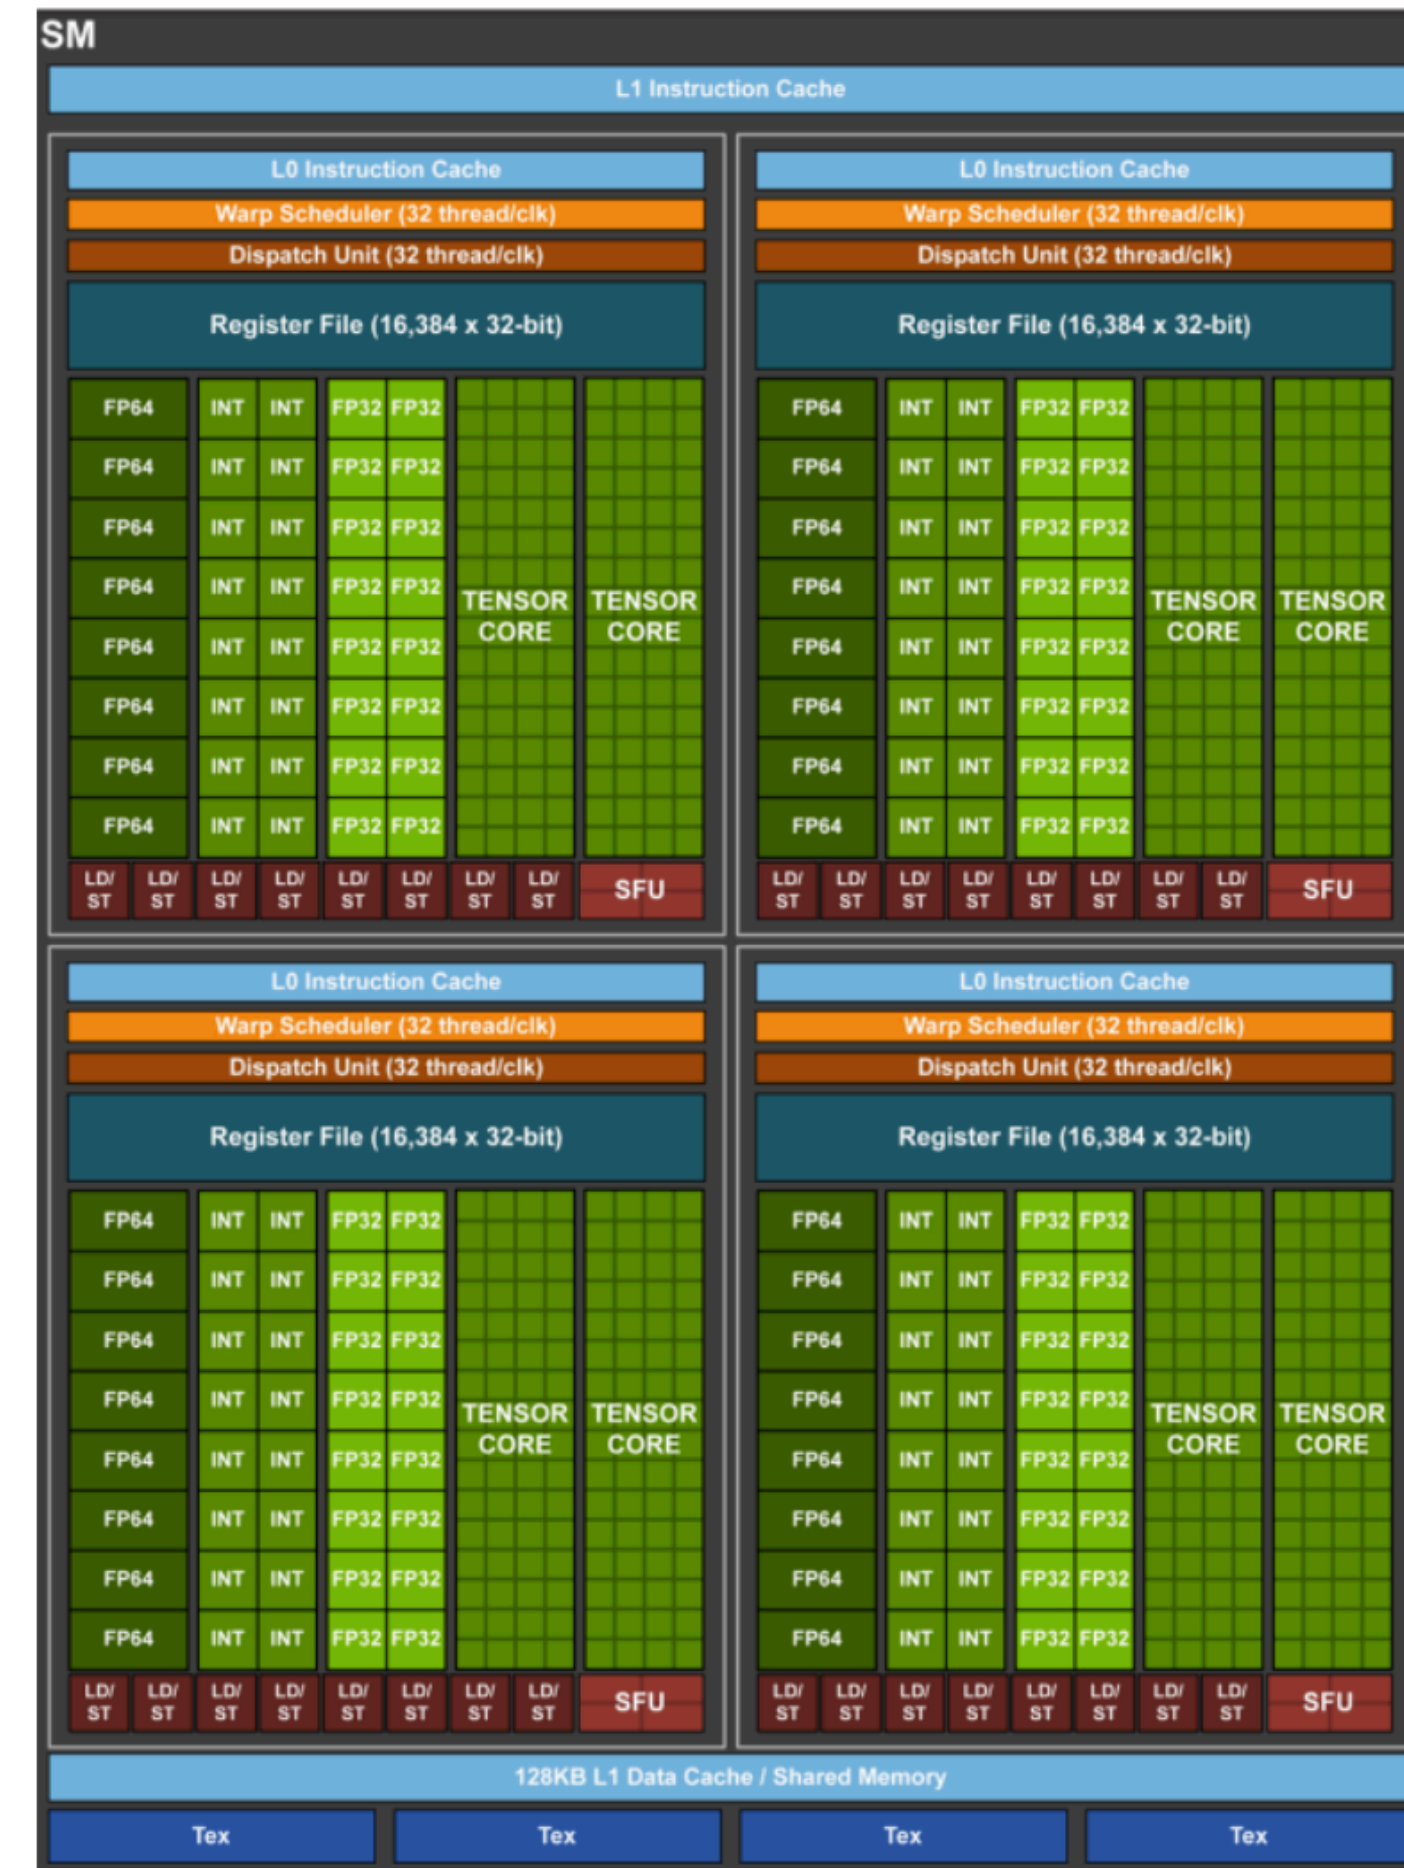 SM
L1 Instruction Cache
L0 Instruction Cache
Warp Scheduler (32 thread/clk)
Dispatch Unit (32 thread/clk)
Register File (16,384 x 32-bit)
FP64 INT INT FP32 FP32
FP64 INT INT FP32 FP32
FP64 INT INT FP32 FP32
FP64 INT INT FP32 FP32
FP64 INT INT FP32 FP32
FP64 INT INT FP32 FP32
FP64 INT INT FP32 FP32
FP64 INT INT FP32 FP32
TENSOR CORE
TENSOR CORE
LD/ST LD/ST LD/ST LD/ST LD/ST LD/ST LD/ST LD/ST SFU
L0 Instruction Cache
Warp Scheduler (32 thread/clk)
Dispatch Unit (32 thread/clk)
Register File (16,384 x 32-bit)
FP64 INT INT FP32 FP32
FP64 INT INT FP32 FP32
FP64 INT INT FP32 FP32
FP64 INT INT FP32 FP32
FP64 INT INT FP32 FP32
FP64 INT INT FP32 FP32
FP64 INT INT FP32 FP32
FP64 INT INT FP32 FP32
TENSOR CORE
TENSOR CORE
LD/ST LD/ST LD/ST LD/ST LD/ST LD/ST LD/ST LD/ST SFU
L0 Instruction Cache
Warp Scheduler (32 thread/clk)
Dispatch Unit (32 thread/clk)
Register File (16,384 x 32-bit)
FP64 INT INT FP32 FP32
FP64 INT INT FP32 FP32
FP64 INT INT FP32 FP32
FP64 INT INT FP32 FP32
FP64 INT INT FP32 FP32
FP64 INT INT FP32 FP32
FP64 INT INT FP32 FP32
FP64 INT INT FP32 FP32
TENSOR CORE
TENSOR CORE
LD/ST LD/ST LD/ST LD/ST LD/ST LD/ST LD/ST LD/ST SFU
L0 Instruction Cache
Warp Scheduler (32 thread/clk)
Dispatch Unit (32 thread/clk)
Register File (16,384 x 32-bit)
FP64 INT INT FP32 FP32
FP64 INT INT FP32 FP32
FP64 INT INT FP32 FP32
FP64 INT INT FP32 FP32
FP64 INT INT FP32 FP32
FP64 INT INT FP32 FP32
FP64 INT INT FP32 FP32
FP64 INT INT FP32 FP32
TENSOR CORE
TENSOR CORE
LD/ST LD/ST LD/ST LD/ST LD/ST LD/ST LD/ST LD/ST SFU
128KB L1 Data Cache / Shared Memory
Tex Tex Tex Tex